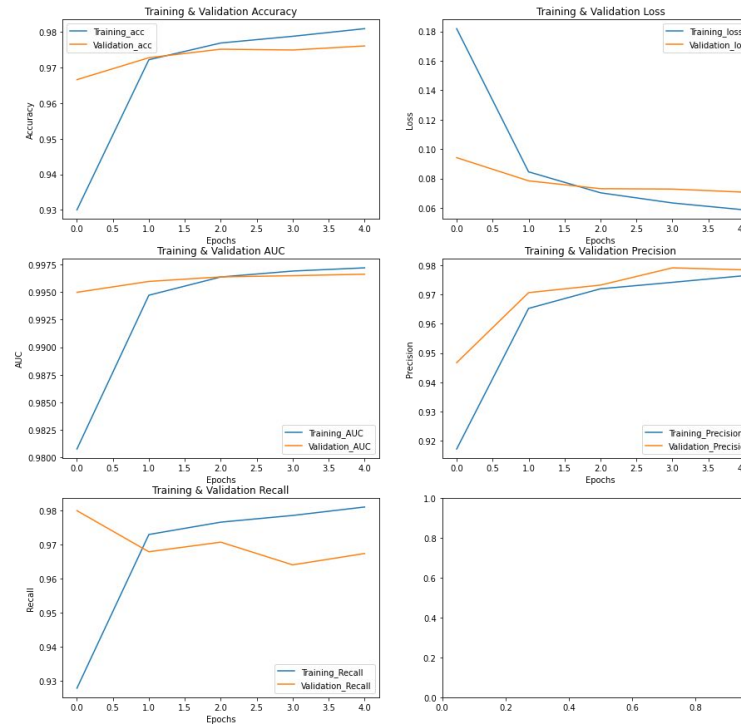 Training & Validation Accuracy
Training_acc
Validation_acc
0.98
0.97
0.96
0.95
0.94
0.93
Accuracy
0.0 0.5 1.0 1.5 2.0 2.5 3.0 3.5 4.0
Epochs
Training & Validation Loss
Training_loss
Validation_lo
0.18
0.16
0.14
0.12
0.10
0.08
0.06
Loss
0.0 0.5 1.0 1.5 2.0 2.5 3.0 3.5 4.0
Epochs
Training & Validation AUC
0.9975
0.9950
0.9925
0.9900
0.9875
0.9850
0.9825
0.9800
AUC
Training_AUC
Validation_AUC
0.0 0.5 1.0 1.5 2.0 2.5 3.0 3.5 4.0
Epochs
Training & Validation Precision
0.98
0.97
0.96
0.95
0.94
0.93
0.92
Precision
Training_Precision
Validation_Precisio
0.0 0.5 1.0 1.5 2.0 2.5 3.0 3.5 4.0
Epochs
Training & Validation Recall
0.98
0.97
0.96
0.95
0.94
0.93
Recall
Training_Recall
Validation_Recall
0.0 0.5 1.0 1.5 2.0 2.5 3.0 3.5 4.0
Epochs
1.0
0.8
0.6
0.4
0.2
0.0
0.0 0.2 0.4 0.6 0.8